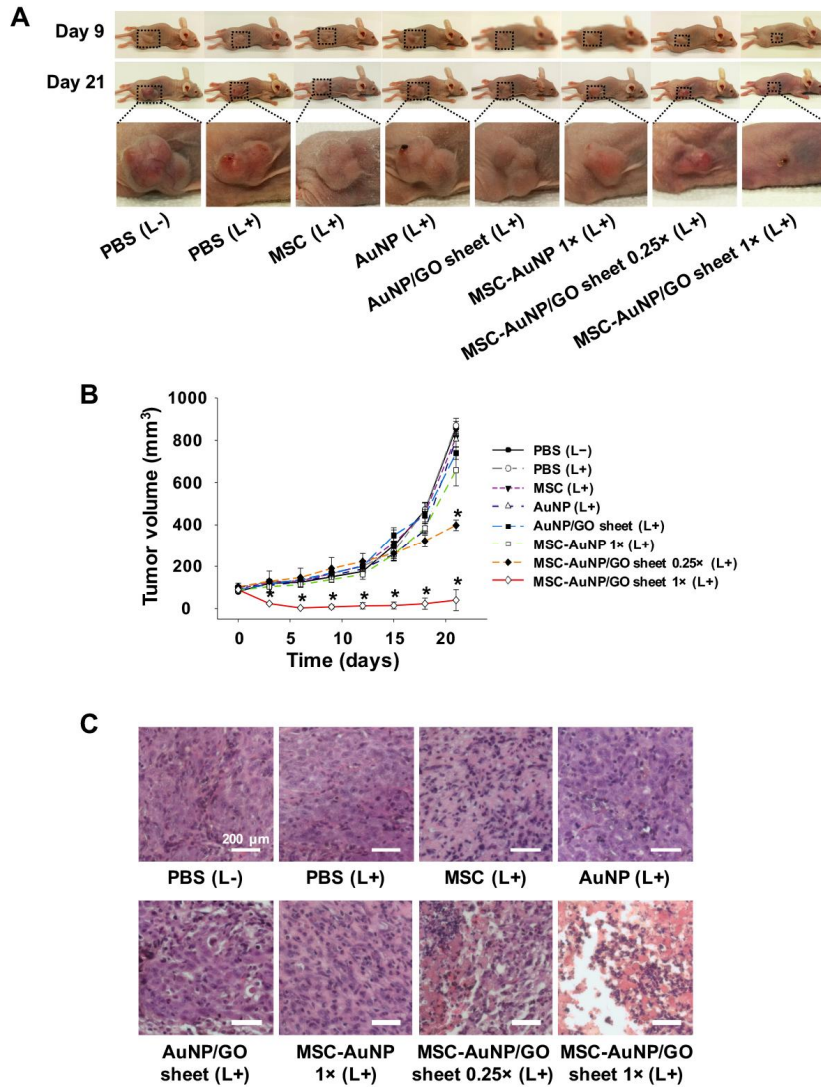 A
Day 9
Day 21
PBS (L-)
PBS (L+)
MSC (L+)
AuNP (L+)
AuNP/GO sheet (L+)
MSC-AuNP 1× (L+)
MSC-AuNP/GO sheet 0.25× (L+)
MSC-AuNP/GO sheet 1× (L+)
B
Tumor volume (mm³)
1000
800
600
400
200
0
0 5 10 15 20
Time (days)
* * * * * * *
*
PBS (L−)
PBS (L+)
MSC (L+)
AuNP (L+)
AuNP/GO sheet (L+)
MSC-AuNP 1× (L+)
MSC-AuNP/GO sheet 0.25× (L+)
MSC-AuNP/GO sheet 1× (L+)
C
200 μm
PBS (L-)
PBS (L+)
MSC (L+)
AuNP (L+)
AuNP/GO
sheet (L+)
MSC-AuNP
1× (L+)
MSC-AuNP/GO
sheet 0.25× (L+)
MSC-AuNP/GO
sheet 1× (L+)